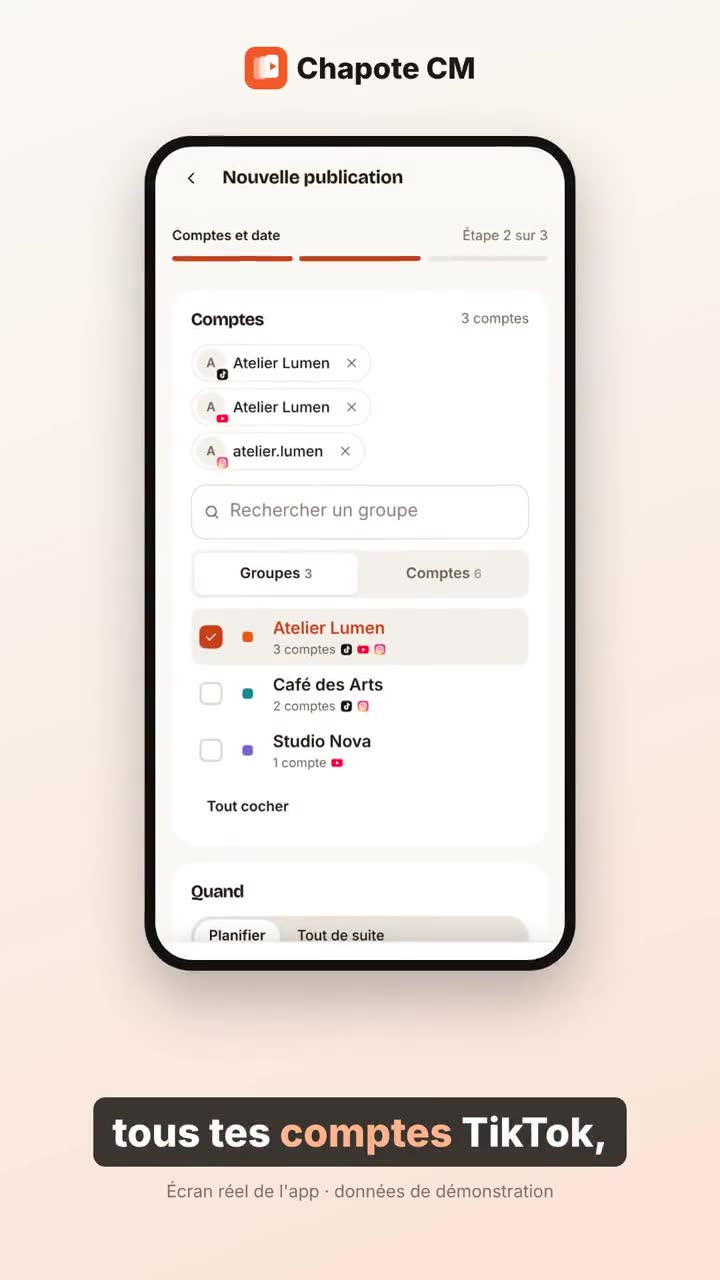 Chapote CM
Nouvelle publication
Comptes et date
Étape 2 sur 3
Comptes
3 comptes
A Atelier Lumen
A Atelier Lumen
A atelier.lumen
Rechercher un groupe
Groupes 3
Comptes 6
Atelier Lumen
3 comptes
Café des Arts
2 comptes
Studio Nova
1 compte
Tout cocher
Quand
Planifier
Tout de suite
tous tes comptes TikTok,
Écran réel de l'app · données de démonstration